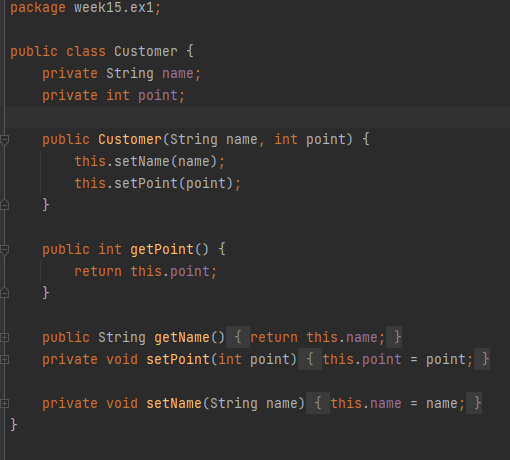 package week15.ex1;
public class Customer {
private String name;
private int point;
public Customer(String name, int point) {
this.setName(name);
this.setPoint(point);
}
public int getPoint() {
return this.point;
}
public String getName() { return this.name; }
private void setPoint(int point) { this.point = point; }
private void setName(String name) { this.name = name; }
}